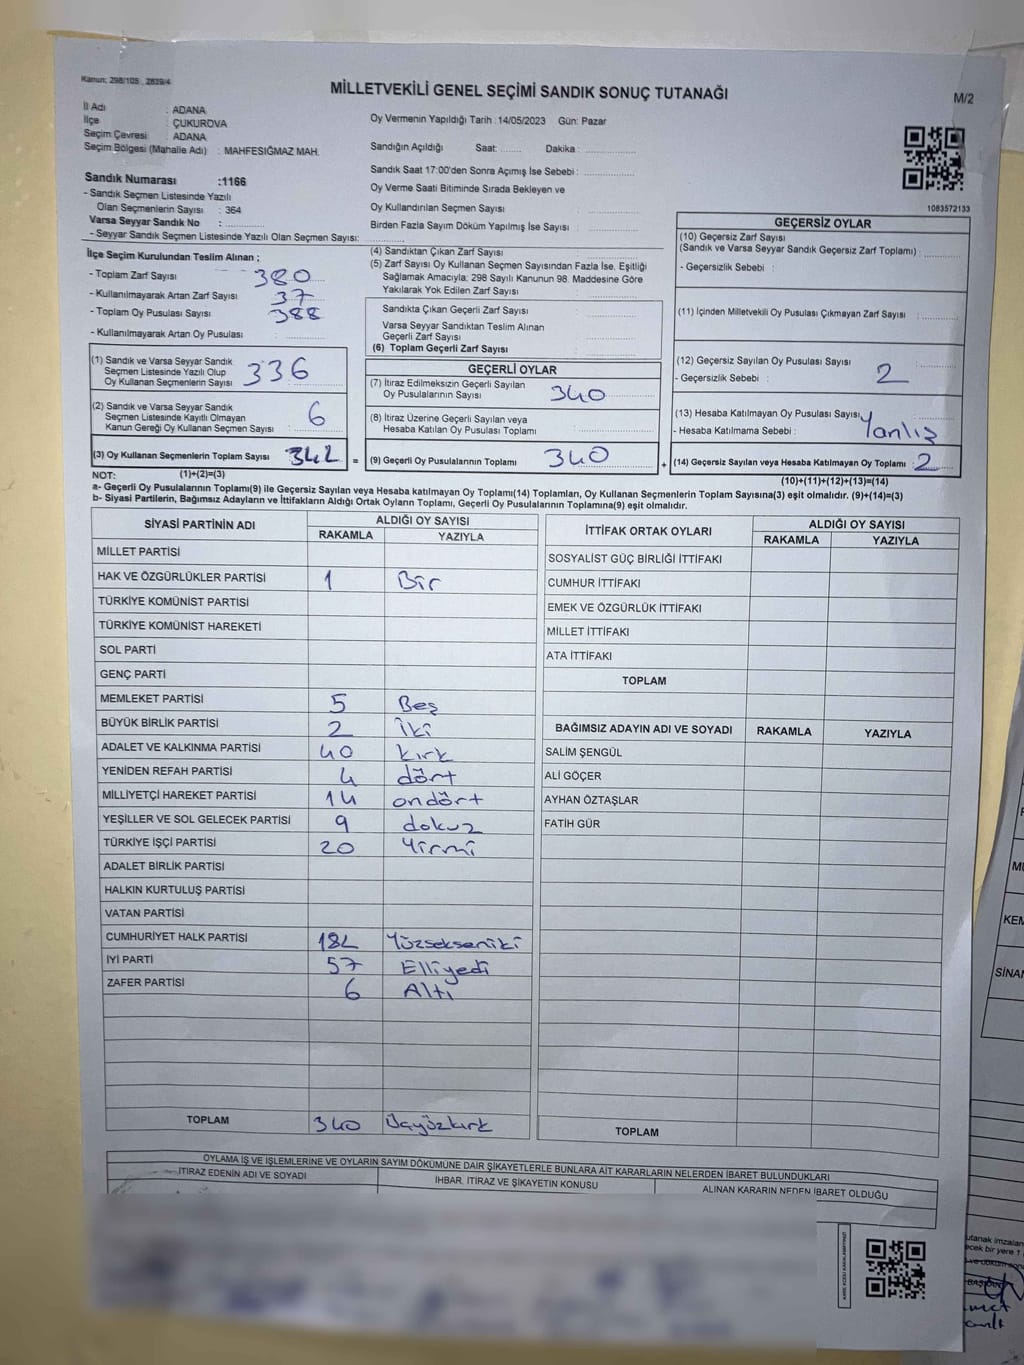 Kanun: 298/105 , 2839/4
MİLLETVEKİLİ GENEL SEÇİMİ SANDIK SONUÇ TUTANAĞI
M/2
İl Adı : ADANA
İlçe : ÇUKUROVA
Seçim Çevresi : ADANA
Seçim Bölgesi (Mahalle Adı) : MAHFESIĞMAZ MAH.
Sandık Numarası :1166
- Sandık Seçmen Listesinde Yazılı
Olan Seçmenlerin Sayısı : 364
Varsa Seyyar Sandık No :
- Seyyar Sandık Seçmen Listesinde Yazılı Olan Seçmen Sayısı:
Oy Vermenin Yapıldığı Tarih :14/05/2023 Gün: Pazar
Sandığın Açıldığı Saat: ........ Dakika : ....................
Sandık Saat 17:00'den Sonra Açımış İse Sebebi : ....................
Oy Verme Saati Bitiminde Sırada Bekleyen ve
Oy Kullandırılan Seçmen Sayısı
Birden Fazla Sayım Döküm Yapılmış İse Sayısı :
1083572133
İlçe Seçim Kurulundan Teslim Alınan ;
- Toplam Zarf Sayısı 380
- Kullanılmayarak Artan Zarf Sayısı 37
- Toplam Oy Pusulası Sayısı : 388
- Kullanılmayarak Artan Oy Pusulası :
(1) Sandık ve Varsa Seyyar Sandık
Seçmen Listesinde Yazılı Olup
Oy Kullanan Seçmenlerin Sayısı 336
(2) Sandık ve Varsa Seyyar Sandık
Seçmen Listesinde Kayıtlı Olmayan
Kanun Gereği Oy Kullanan Seçmen Sayısı : 6
(3) Oy Kullanan Seçmenlerin Toplam Sayısı : 342
(1)+(2)=(3)
(4) Sandıktan Çıkan Zarf Sayısı
(5) Zarf Sayısı Oy Kullanan Seçmen Sayısından Fazla İse, Eşitliği
Sağlamak Amacıyla; 298 Sayılı Kanunun 98. Maddesine Göre
Yakılarak Yok Edilen Zarf Sayısı :
Sandıkta Çıkan Geçerli Zarf Sayısı :
Varsa Seyyar Sandıktan Teslim Alınan
Geçerli Zarf Sayısı :
(6) Toplam Geçerli Zarf Sayısı :
GEÇERLİ OYLAR
(7) İtiraz Edilmeksizin Geçerli Sayılan
Oy Pusulalarının Sayısı : 340
(8) İtiraz Üzerine Geçerli Sayılan veya
Hesaba Katılan Oy Pusulası Toplamı :
= (9) Geçerli Oy Pusulalarının Toplamı 340
GEÇERSİZ OYLAR
(10) Geçersiz Zarf Sayısı
(Sandık ve Varsa Seyyar Sandık Geçersiz Zarf Toplamı) :
- Geçersizlik Sebebi :
(11) İçinden Milletvekili Oy Pusulası Çıkmayan Zarf Sayısı :
(12) Geçersiz Sayılan Oy Pusulası Sayısı : 2
- Geçersizlik Sebebi :
(13) Hesaba Katılmayan Oy Pusulası Sayısı
- Hesaba Katılmama Sebebi : Yanlış
+ (14) Geçersiz Sayılan veya Hesaba Katılmayan Oy Toplamı : 2
(10)+(11)+(12)+(13)=(14)
NOT:
a- Geçerli Oy Pusulalarının Toplamı(9) ile Geçersiz Sayılan veya Hesaba katılmayan Oy Toplamı(14) Toplamları, Oy Kullanan Seçmenlerin Toplam Sayısına(3) eşit olmalıdır. (9)+(14)=(3)
b- Siyasi Partilerin, Bağımsız Adayların ve İttifakların Aldığı Ortak Oyların Toplamı, Geçerli Oy Pusulalarının Toplamına(9) eşit olmalıdır.
SİYASİ PARTİNİN ADI ALDIĞI OY SAYISI
RAKAMLA YAZIYLA
MİLLET PARTİSİ
HAK VE ÖZGÜRLÜKLER PARTİSİ 1 Bir
TÜRKİYE KOMÜNİST PARTİSİ
TÜRKİYE KOMÜNİST HAREKETİ
SOL PARTİ
GENÇ PARTİ
MEMLEKET PARTİSİ 5 Beş
BÜYÜK BİRLİK PARTİSİ 2 İki
ADALET VE KALKINMA PARTİSİ 40 kırk
YENİDEN REFAH PARTİSİ 4 dört
MİLLİYETÇİ HAREKET PARTİSİ 14 ondört
YEŞİLLER VE SOL GELECEK PARTİSİ 9 dokuz
TÜRKİYE İŞÇİ PARTİSİ 20 Yirmi
ADALET BİRLİK PARTİSİ
HALKIN KURTULUŞ PARTİSİ
VATAN PARTİSİ
CUMHURİYET HALK PARTİSİ 182 Yüzsekseniki
İYİ PARTİ 57 Elliyedi
ZAFER PARTİSİ 6 Altı
TOPLAM 340 Üçyüzkırk
İTTİFAK ORTAK OYLARI ALDIĞI OY SAYISI
RAKAMLA YAZIYLA
SOSYALİST GÜÇ BİRLİĞİ İTTİFAKI
CUMHUR İTTİFAKI
EMEK VE ÖZGÜRLÜK İTTİFAKI
MİLLET İTTİFAKI
ATA İTTİFAKI
TOPLAM
BAĞIMSIZ ADAYIN ADI VE SOYADI RAKAMLA YAZIYLA
SALİM ŞENGÜL
ALİ GÖÇER
AYHAN ÖZTAŞLAR
FATİH GÜR
TOPLAM
OYLAMA İŞ VE İŞLEMLERİNE VE OYLARIN SAYIM DÖKÜMÜNE DAİR ŞİKAYETLERLE BUNLARA AİT KARARLARIN NELERDEN İBARET BULUNDUKLARI
İTİRAZ EDENİN ADI VE SOYADI İHBAR, İTİRAZ VE ŞİKAYETİN KONUSU ALINAN KARARIN NEDEN İBARET OLDUĞU
KEM
SİNAN
utanak imzalan
ecek bir yere 1